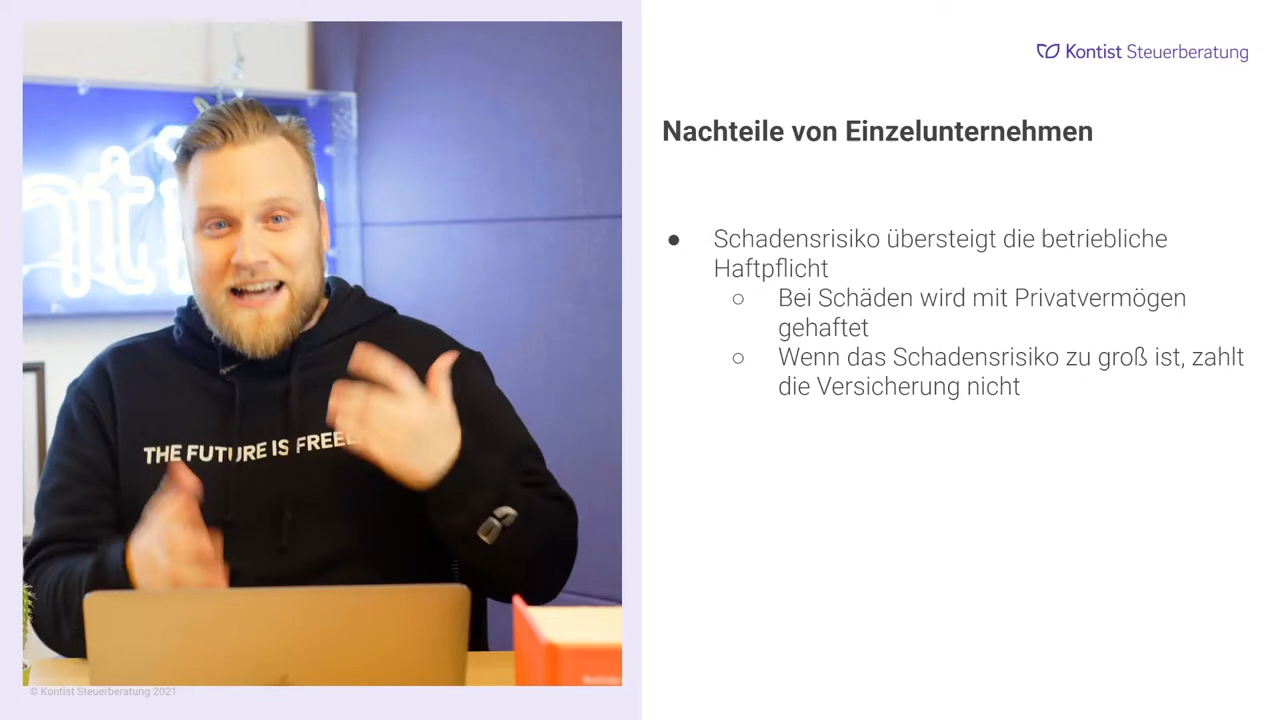 Kontist Steuerberatung
Nachteile von Einzelunternehmen
● Schadensrisiko übersteigt die betriebliche
Haftpflicht
○ Bei Schäden wird mit Privatvermögen
gehaftet
○ Wenn das Schadensrisiko zu groß ist, zahlt
die Versicherung nicht
THE FUTURE IS
© Kontist Steuerberatung 2021